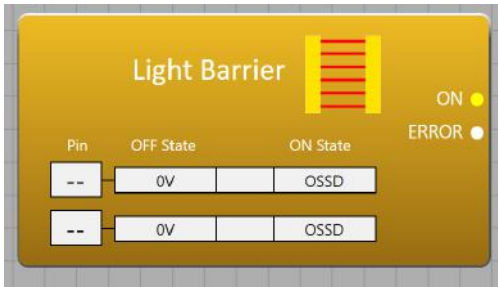 Light Barrier
ON
ERROR
Pin OFF State ON State
-- 0V OSSD
-- 0V OSSD